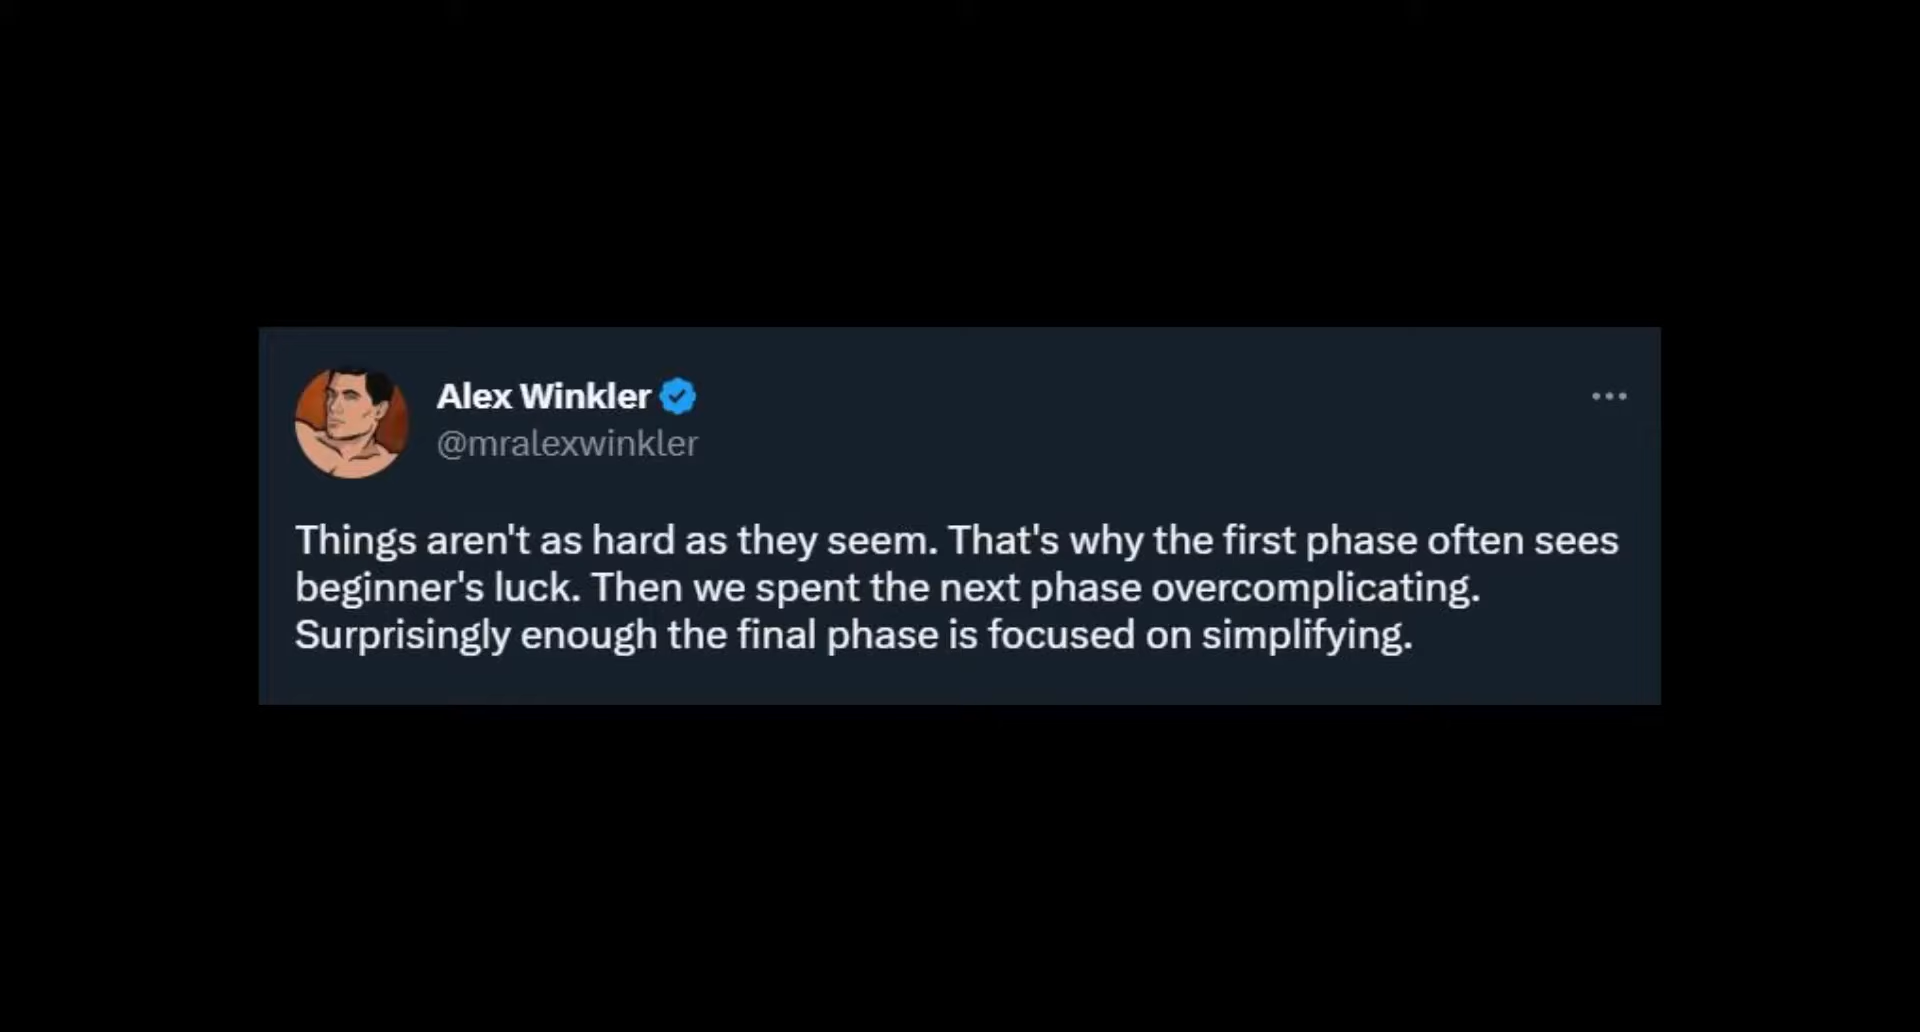 Alex Winkler
@mralexwinkler
Things aren't as hard as they seem. That's why the first phase often sees
beginner's luck. Then we spent the next phase overcomplicating.
Surprisingly enough the final phase is focused on simplifying.